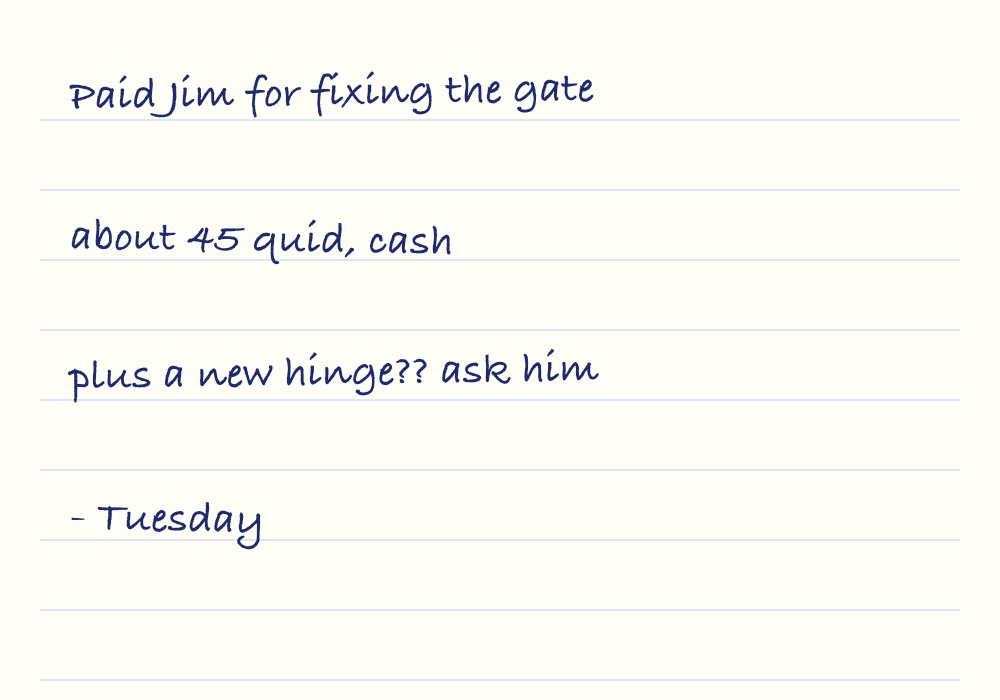 Paid Jim for fixing the gate
about 45 quid, cash
plus a new hinge?? ask him
- Tuesday